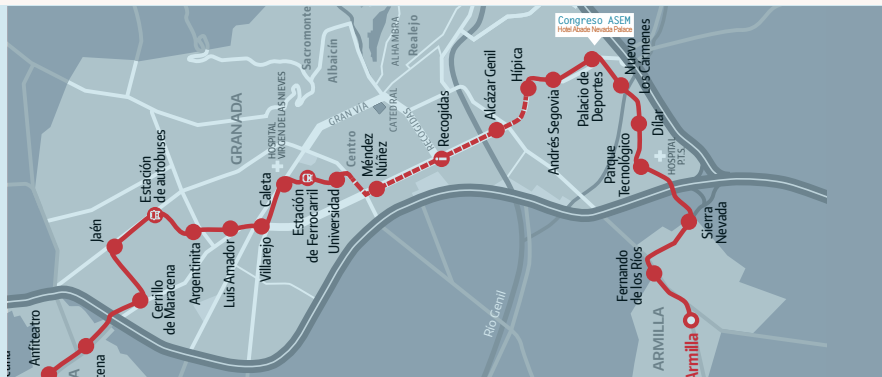 Congreso ASEM
Hotel Abade Nevada Palace
Sacromonte
Albaicín
ALHAMBRA
Realejo
GRANADA
HOSPITAL
VIRGEN DE LAS NIEVES
GRAN VÍA
CATEDRAL
RECOGIDAS
Centro
Anfiteatro
Jaén
Cerrillo
de Maracena
Estación
de autobuses
Argentinita
Luis Amador
Villarejo
Caleta
Estación
de Ferrocarril
Universidad
Méndez
Núñez
Recogidas
Alcázar Genil
Hípica
Andrés Segovia
Palacio de
Deportes
Nuevo
Los Cármenes
Dílar
HOSPITAL
P.T.S.
Parque
Tecnológico
Sierra
Nevada
Fernando
de los Ríos
ARMILLA
Armilla
Río Genil